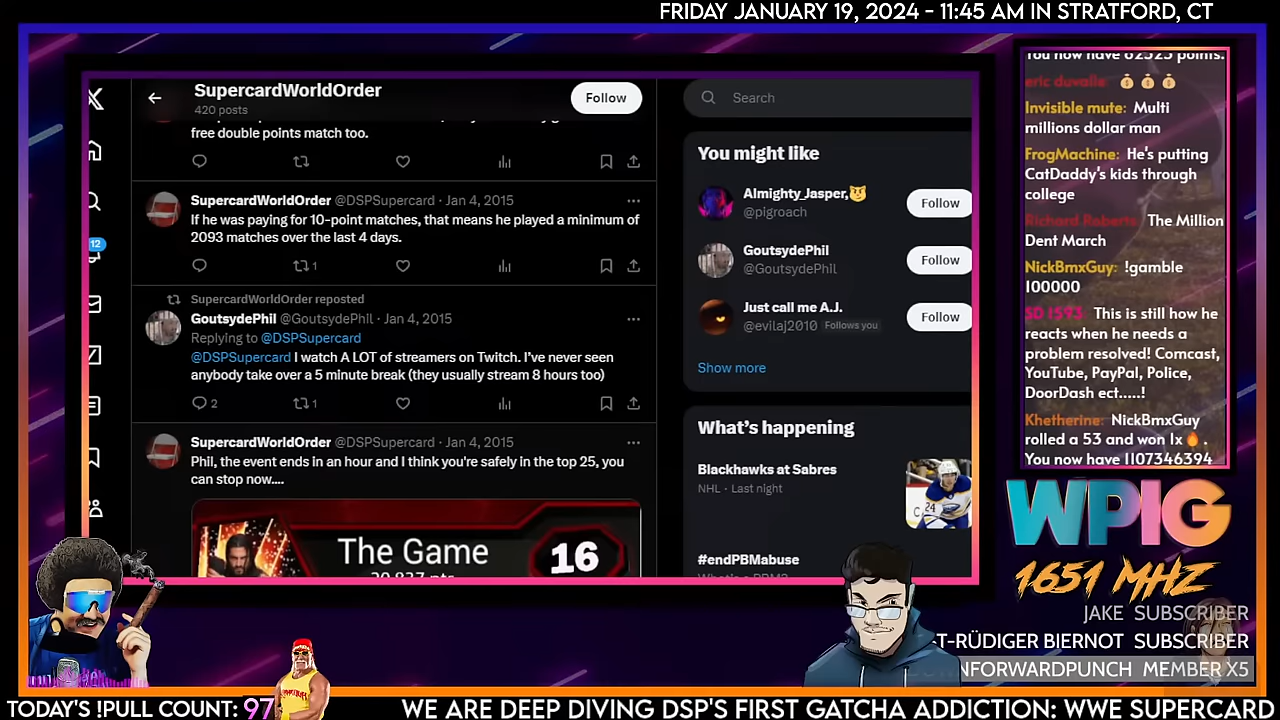 FRIDAY JANUARY 19, 2024 - 11:45 AM IN STRATFORD, CT
SupercardWorldOrder
420 posts
Follow
free double points match too.
SupercardWorldOrder @DSPSupercard · Jan 4, 2015
If he was paying for 10-point matches, that means he played a minimum of
2093 matches over the last 4 days.
1
SupercardWorldOrder reposted
GoutsydePhil @GoutsydePhil · Jan 4, 2015
Replying to @DSPSupercard
@DSPSupercard I watch A LOT of streamers on Twitch. I've never seen
anybody take over a 5 minute break (they usually stream 8 hours too)
2 1
SupercardWorldOrder @DSPSupercard · Jan 4, 2015
Phil, the event ends in an hour and I think you're safely in the top 25, you
can stop now....
The Game
16
12
Search
You might like
Almighty_Jasper,
@pigroach
Follow
GoutsydePhil
@GoutsydePhil
Follow
Just call me A.J.
@evilaj2010 Follows you
Follow
Show more
What's happening
Blackhawks at Sabres
NHL · Last night
#endPBMabuse
You now have 62525 points.
eric duvalle:
Invisible mute: Multi
millions dollar man
FrogMachine: He's putting
CatDaddy's kids through
college
Richard Roberts: The Million
Dent March
NickBmxGuy: !gamble
100000
SD 1593: This is still how he
reacts when he needs a
problem resolved! Comcast,
YouTube, PayPal, Police,
DoorDash ect.....!
Khetherine: NickBmxGuy
rolled a 53 and won 1x .
You now have 1107346394
WPIG
1651 MHZ
JAKE SUBSCRIBER
T-RÜDIGER BIERNOT SUBSCRIBER
NFORWARDPUNCH MEMBER X5
TODAY'S !PULL COUNT: 97
WE ARE DEEP DIVING DSP'S FIRST GATCHA ADDICTION: WWE SUPERCARD